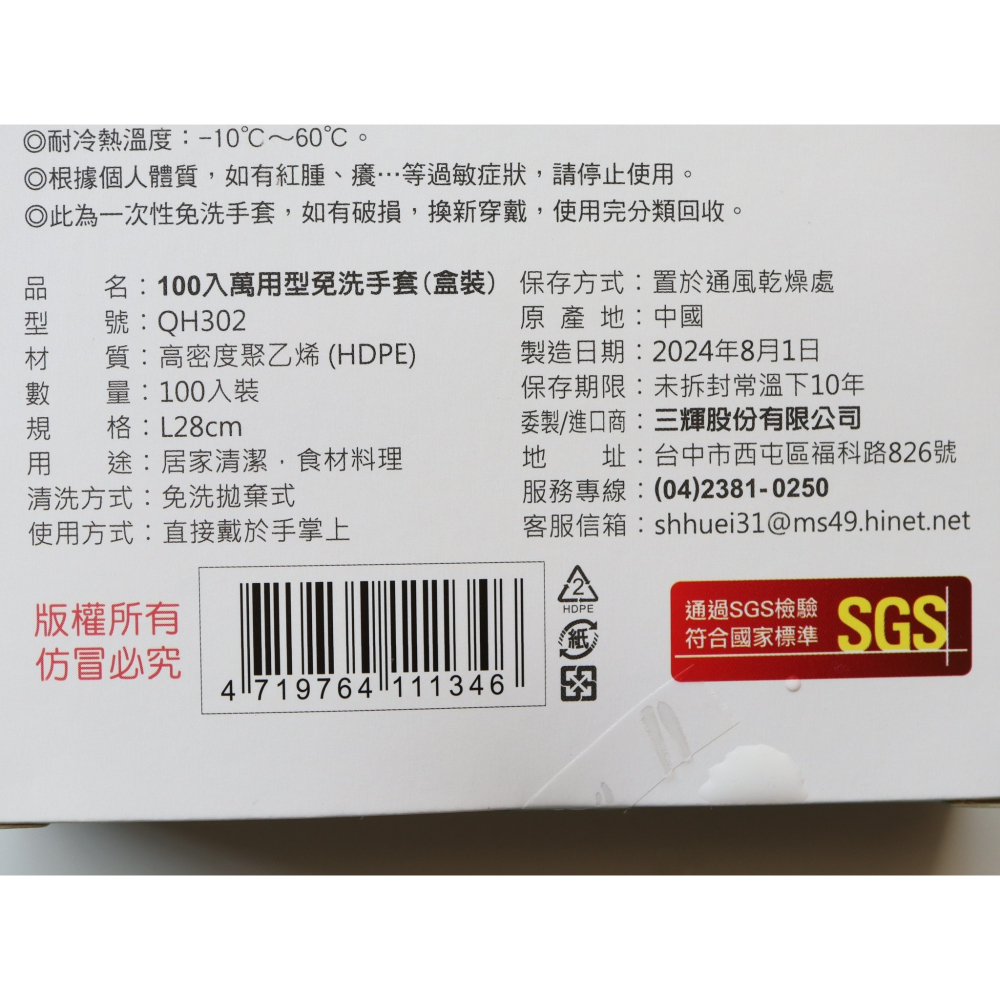 ◎耐冷熱溫度：-10℃～60℃。
◎根據個人體質，如有紅腫、癢…等過敏症狀，請停止使用。
◎此為一次性免洗手套，如有破損，換新穿戴，使用完分類回收。
品　　名：100入萬用型免洗手套(盒裝)
型　　號：QH302
材　　質：高密度聚乙烯 (HDPE)
數　　量：100入裝
規　　格：L28cm
用　　途：居家清潔．食材料理
清洗方式：免洗拋棄式
使用方式：直接戴於手掌上
保存方式：置於通風乾燥處
原 產 地：中國
製造日期：2024年8月1日
保存期限：未拆封常溫下10年
委製/進口商：三輝股份有限公司
地　　址：台中市西屯區福科路826號
服務專線：(04)2381-0250
客服信箱：shhuei31@ms49.hinet.net
版權所有
仿冒必究
4 719764 111346
2
HDPE
紙
通過SGS檢驗
符合國家標準
SGS